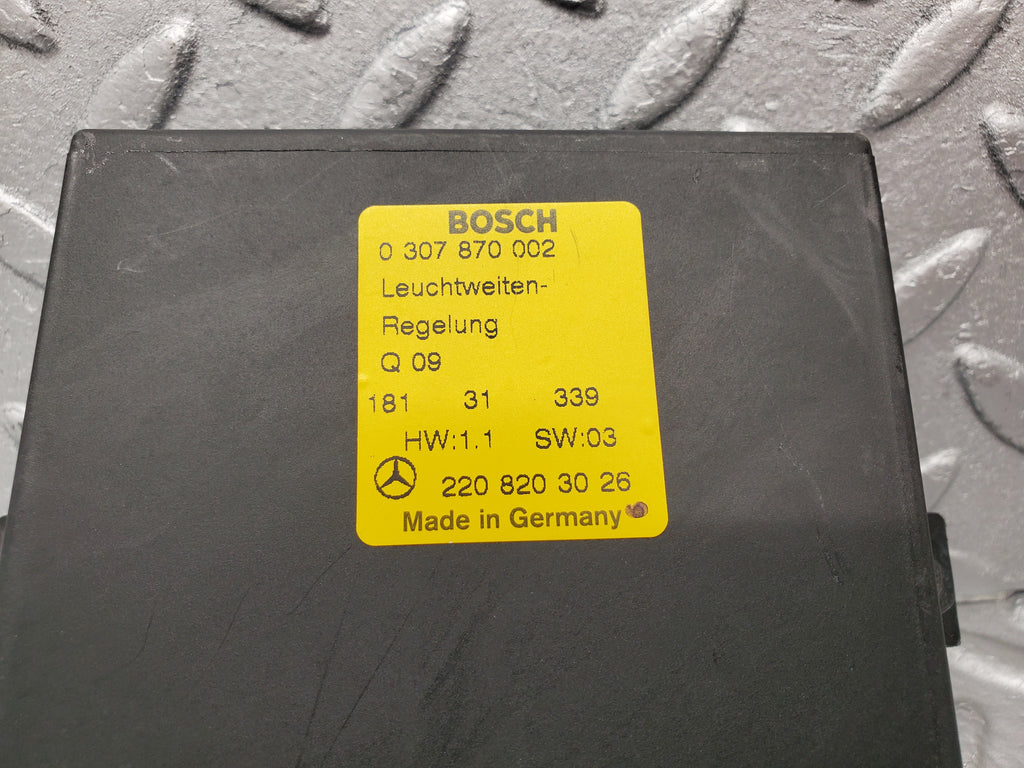 BOSCH
0 307 870 002
Leuchtweiten-
Regelung
Q 09
181 31 339
HW:1.1 SW:03
220 820 30 26
Made in Germany